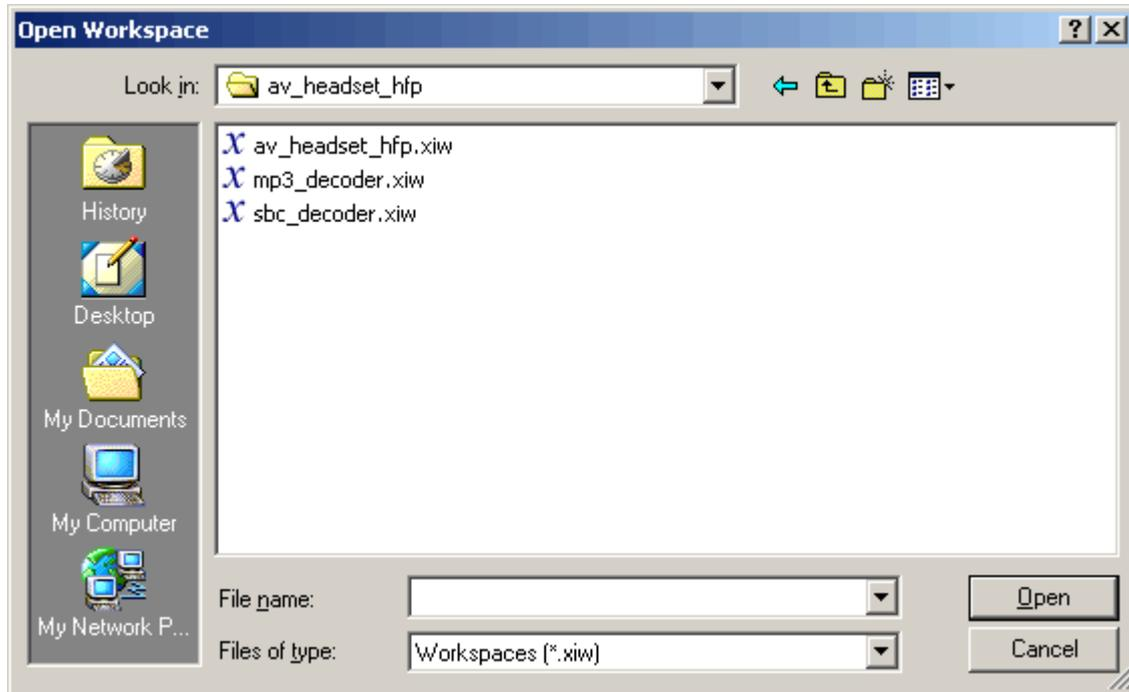 Open Workspace
Look in: av_headset_hfp
av_headset_hfp.xiw
mp3_decoder.xiw
sbc_decoder.xiw
History
Desktop
My Documents
My Computer
My Network P...
File name: Open
Files of type: Workspaces (*.xiw) Cancel